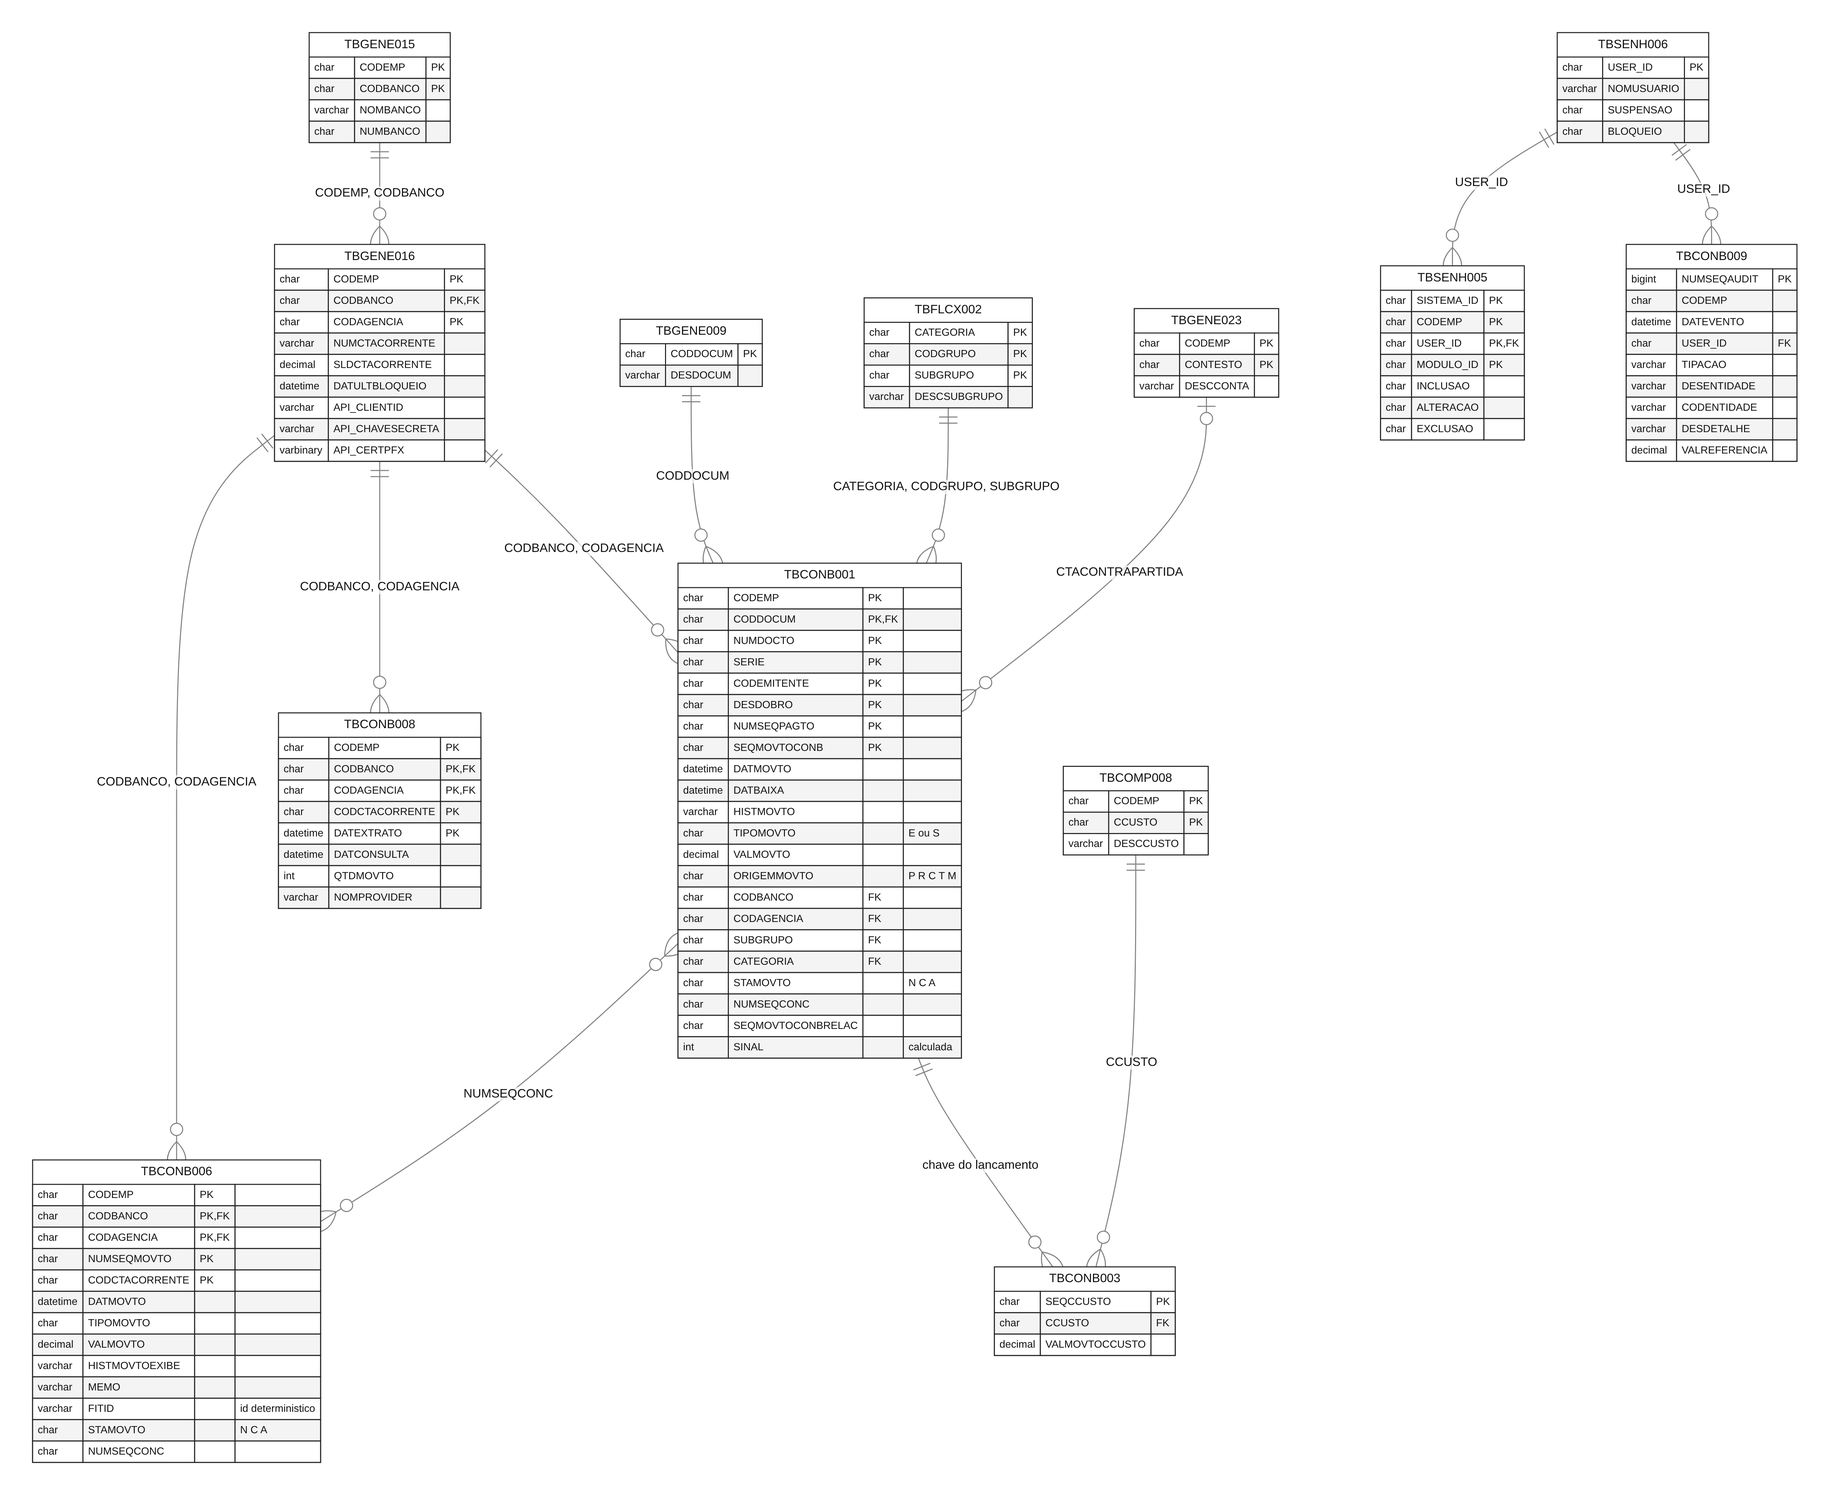 TBGENE015
char CODEMP PK
char CODBANCO PK
varchar NOMBANCO
char NUMBANCO
TBSENH006
char USER_ID PK
varchar NOMUSUARIO
char SUSPENSAO
char BLOQUEIO
CODEMP, CODBANCO
USER_ID
USER_ID
TBGENE016
char CODEMP PK
char CODBANCO PK,FK
char CODAGENCIA PK
varchar NUMCTACORRENTE
decimal SLDCTACORRENTE
datetime DATULTBLOQUEIO
varchar API_CLIENTID
varchar API_CHAVESECRETA
varbinary API_CERTPFX
TBGENE009
char CODDOCUM PK
varchar DESDOCUM
TBFLCX002
char CATEGORIA PK
char CODGRUPO PK
char SUBGRUPO PK
varchar DESCSUBGRUPO
TBGENE023
char CODEMP PK
char CONTESTO PK
varchar DESCCONTA
TBSENH005
char SISTEMA_ID PK
char CODEMP PK
char USER_ID PK,FK
char MODULO_ID PK
char INCLUSAO
char ALTERACAO
char EXCLUSAO
TBCONB009
bigint NUMSEQAUDIT PK
char CODEMP
datetime DATEVENTO
char USER_ID FK
varchar TIPACAO
varchar DESENTIDADE
varchar CODENTIDADE
varchar DESDETALHE
decimal VALREFERENCIA
CODDOCUM
CATEGORIA, CODGRUPO, SUBGRUPO
CODBANCO, CODAGENCIA
CTACONTRAPARTIDA
CODBANCO, CODAGENCIA
CODBANCO, CODAGENCIA
TBCONB001
char CODEMP PK
char CODDOCUM PK,FK
char NUMDOCTO PK
char SERIE PK
char CODEMITENTE PK
char DESDOBRO PK
char NUMSEQPAGTO PK
char SEQMOVTOCONB PK
datetime DATMOVTO
datetime DATBAIXA
varchar HISTMOVTO
char TIPOMOVTO E ou S
decimal VALMOVTO
char ORIGEMMOVTO P R C T M
char CODBANCO FK
char CODAGENCIA FK
char SUBGRUPO FK
char CATEGORIA FK
char STAMOVTO N C A
char NUMSEQCONC
char SEQMOVTOCONBRELAC
int SINAL calculada
TBCONB008
char CODEMP PK
char CODBANCO PK,FK
char CODAGENCIA PK,FK
char CODCTACORRENTE PK
datetime DATEXTRATO PK
datetime DATCONSULTA
int QTDMOVTO
varchar NOMPROVIDER
TBCOMP008
char CODEMP PK
char CCUSTO PK
varchar DESCCUSTO
CCUSTO
NUMSEQCONC
chave do lancamento
TBCONB006
char CODEMP PK
char CODBANCO PK,FK
char CODAGENCIA PK,FK
char NUMSEQMOVTO PK
char CODCTACORRENTE PK
datetime DATMOVTO
char TIPOMOVTO
decimal VALMOVTO
varchar HISTMOVTOEXIBE
varchar MEMO
varchar FITID id deterministico
char STAMOVTO N C A
char NUMSEQCONC
TBCONB003
char SEQCCUSTO PK
char CCUSTO FK
decimal VALMOVTOCCUSTO